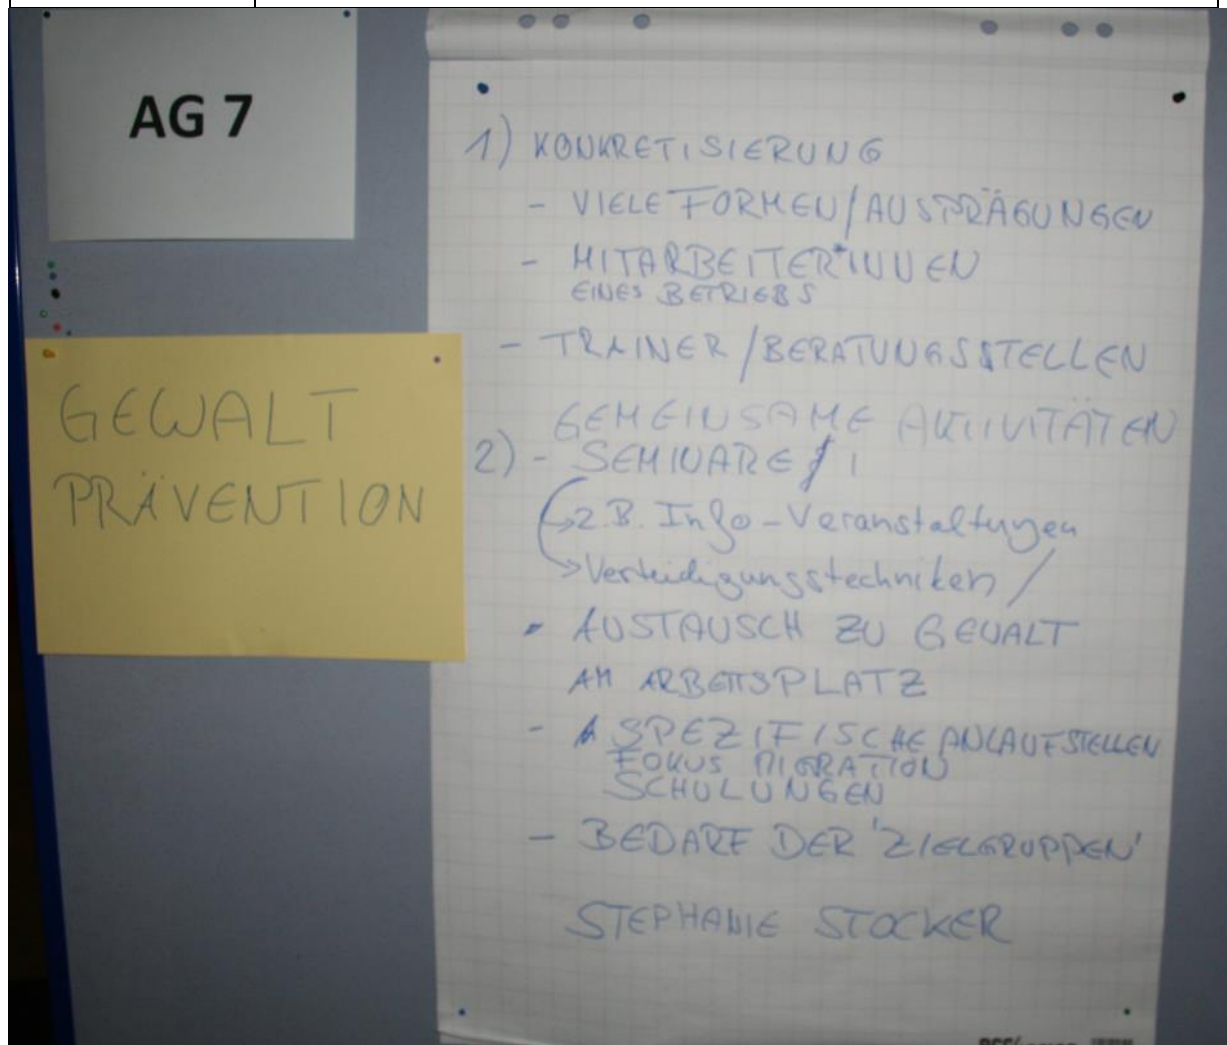 AG 7
GEWALT
PRÄVENTION
1) KONKRETISIERUNG
- VIELE FORMEN/AUSPRÄGUNGEN
- MITARBEITER*INNEN
EINES BETRIEBS
- TRAINER/BERATUNGSSTELLEN
GEMEINSAME AKTIVITÄTEN
2) - SEMINARE
z.B. Info-Veranstaltungen
Verteidigungstechniken /
- AUSTAUSCH ZU GEWALT
AM ARBEITSPLATZ
- SPEZIFISCHE ANLAUFSTELLEN
FOKUS MIGRATION
SCHULUNGEN
- BEDARF DER 'ZIELGRUPPEN'
STEPHANIE STOCKER